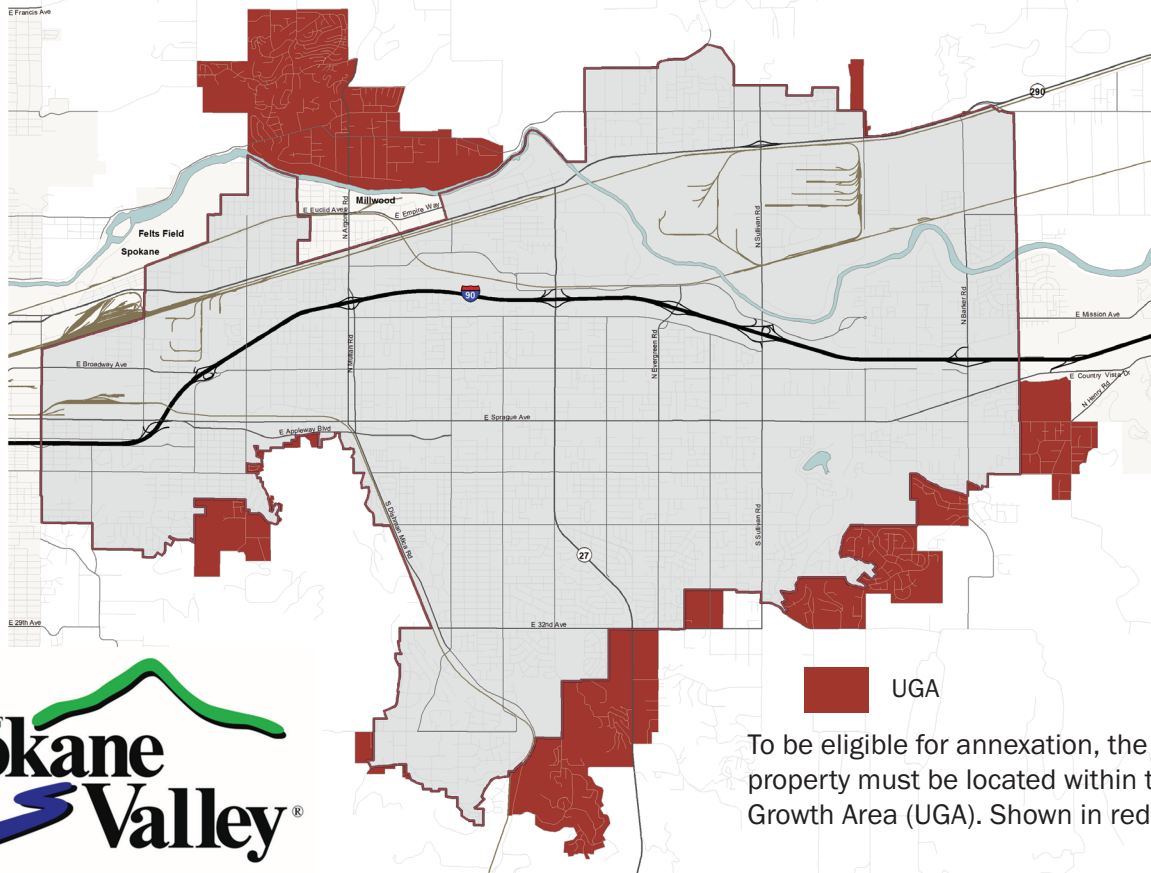 E Francis Ave
290
Millwood
E Euclid Ave
E Empire Way
N Argonne Rd
Felts Field
Spokane
N Sullivan Rd
90
N Barker Rd
E Mission Ave
N Mullan Rd
N Evergreen Rd
E Broadway Ave
E Country Vista Dr
N Henry Rd
E Sprague Ave
E Appleway Blvd
S Dishman Mica Rd
S Sullivan Rd
27
E 29th Ave
E 32nd Ave
UGA
kane
Valley®
To be eligible for annexation, the
property must be located within t
Growth Area (UGA). Shown in red